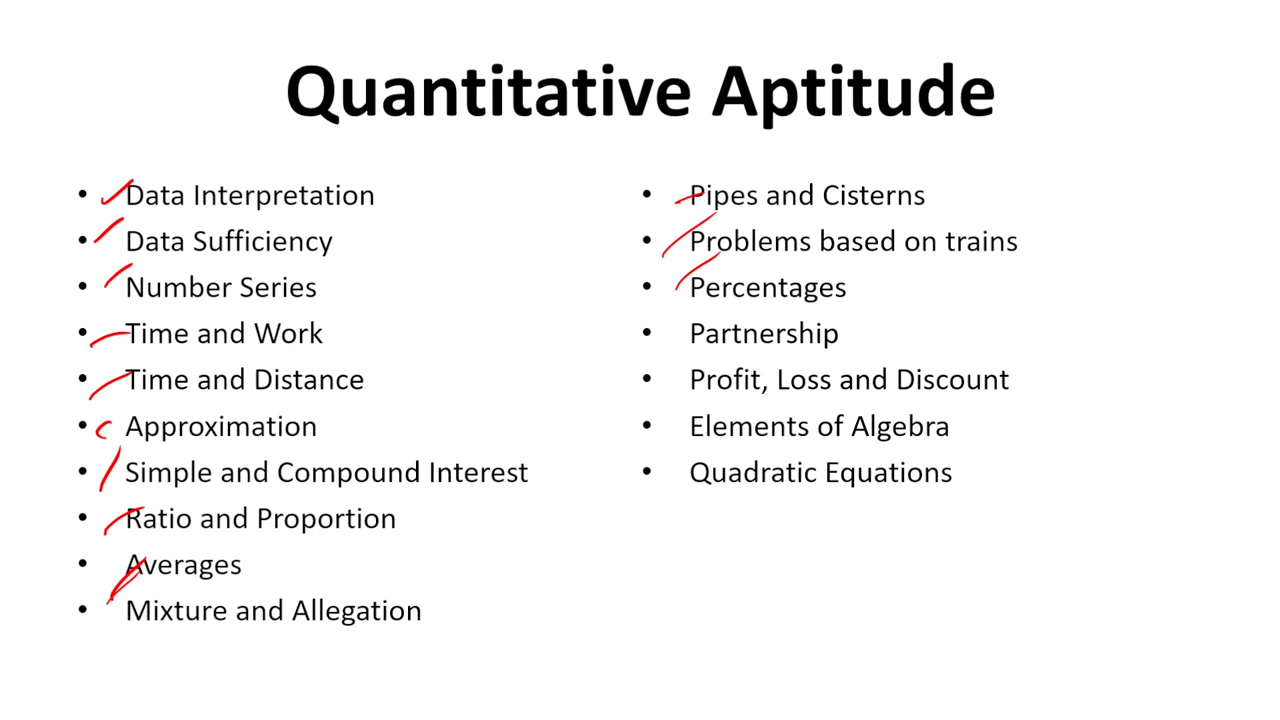 Quantitative Aptitude
• Data Interpretation
• Data Sufficiency
• Number Series
• Time and Work
• Time and Distance
• Approximation
• Simple and Compound Interest
• Ratio and Proportion
• Averages
• Mixture and Allegation
• Pipes and Cisterns
• Problems based on trains
• Percentages
• Partnership
• Profit, Loss and Discount
• Elements of Algebra
• Quadratic Equations